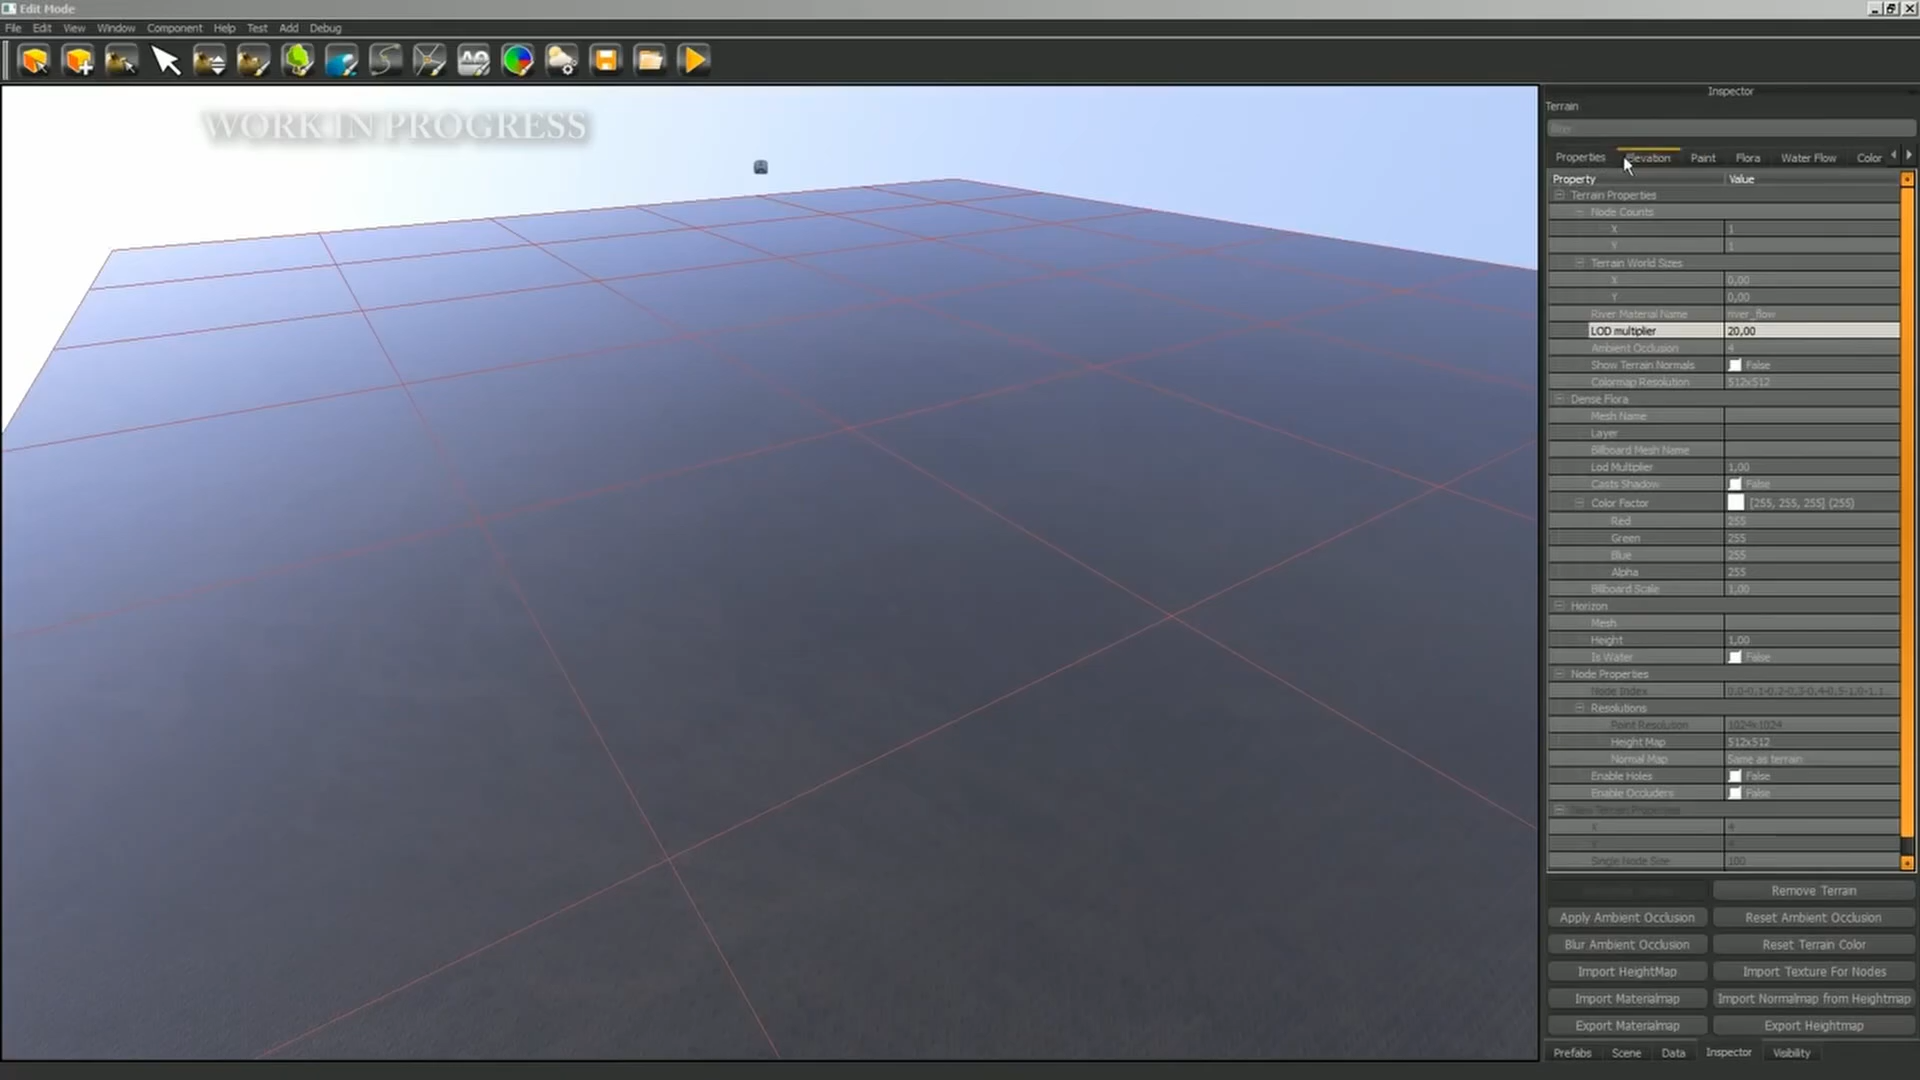 Edit Mode
File Edit View Window Component Help Test Add Debug
WORK IN PROGRESS
Inspector
Terrain
filter
Properties Elevation Paint Flora Water Flow Color
Property Value
Terrain Properties
Node Counts
X 1
Y 1
Terrain World Sizes
X 0,00
Y 0,00
River Material Name river_flow
LOD multiplier 20,00
Ambient Occlusion 4
Show Terrain Normals False
Colormap Resolution 512x512
Dense Flora
Mesh Name
Layer
Billboard Mesh Name
Lod Multiplier 1,00
Casts Shadow False
Color Factor [255, 255, 255] (255)
Red 255
Green 255
Blue 255
Alpha 255
Billboard Scale 1,00
Horizon
Mesh
Height 1,00
Is Water False
Node Properties
Node Index 0,0-0,1-0,2-0,3-0,4-0,5-1,0-1,1...
Resolutions
Point Resolution 1024x1024
Height Map 512x512
Normal Map Same as terrain
Enable Holes False
Enable Occluders False
New Terrain Properties
X 4
Y 4
Single Node Size 100
Remove Terrain
Apply Ambient Occlusion Reset Ambient Occlusion
Blur Ambient Occlusion Reset Terrain Color
Import HeightMap Import Texture For Nodes
Import Materialmap Import Normalmap from Heightmap
Export Materialmap Export Heightmap
Prefabs Scene Data Inspector Visibility